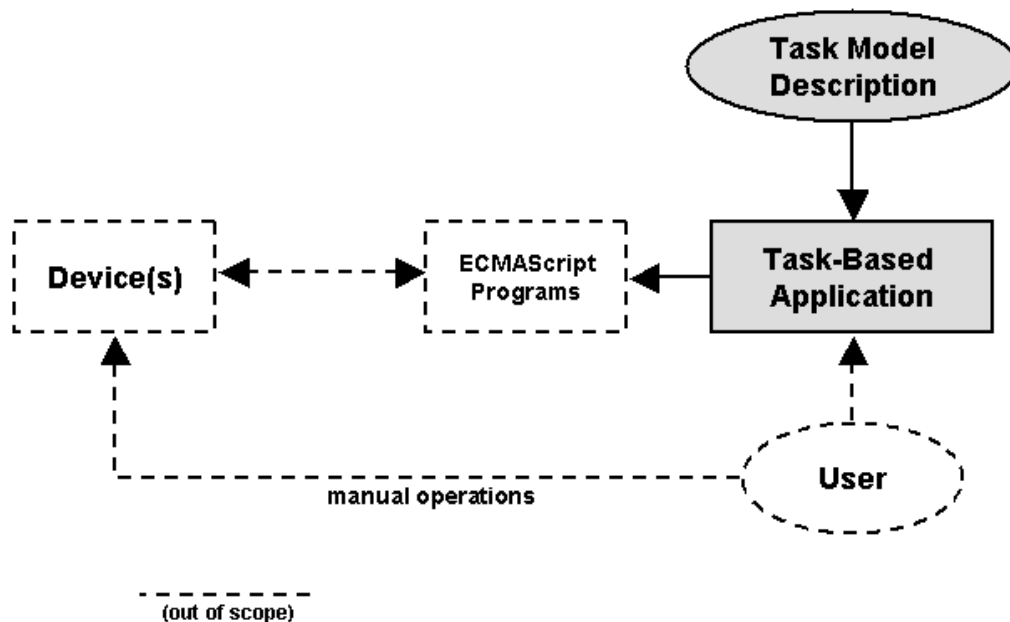 Task Model
Description
Device(s)
ECMAScript
Programs
Task-Based
Application
manual operations
User
(out of scope)